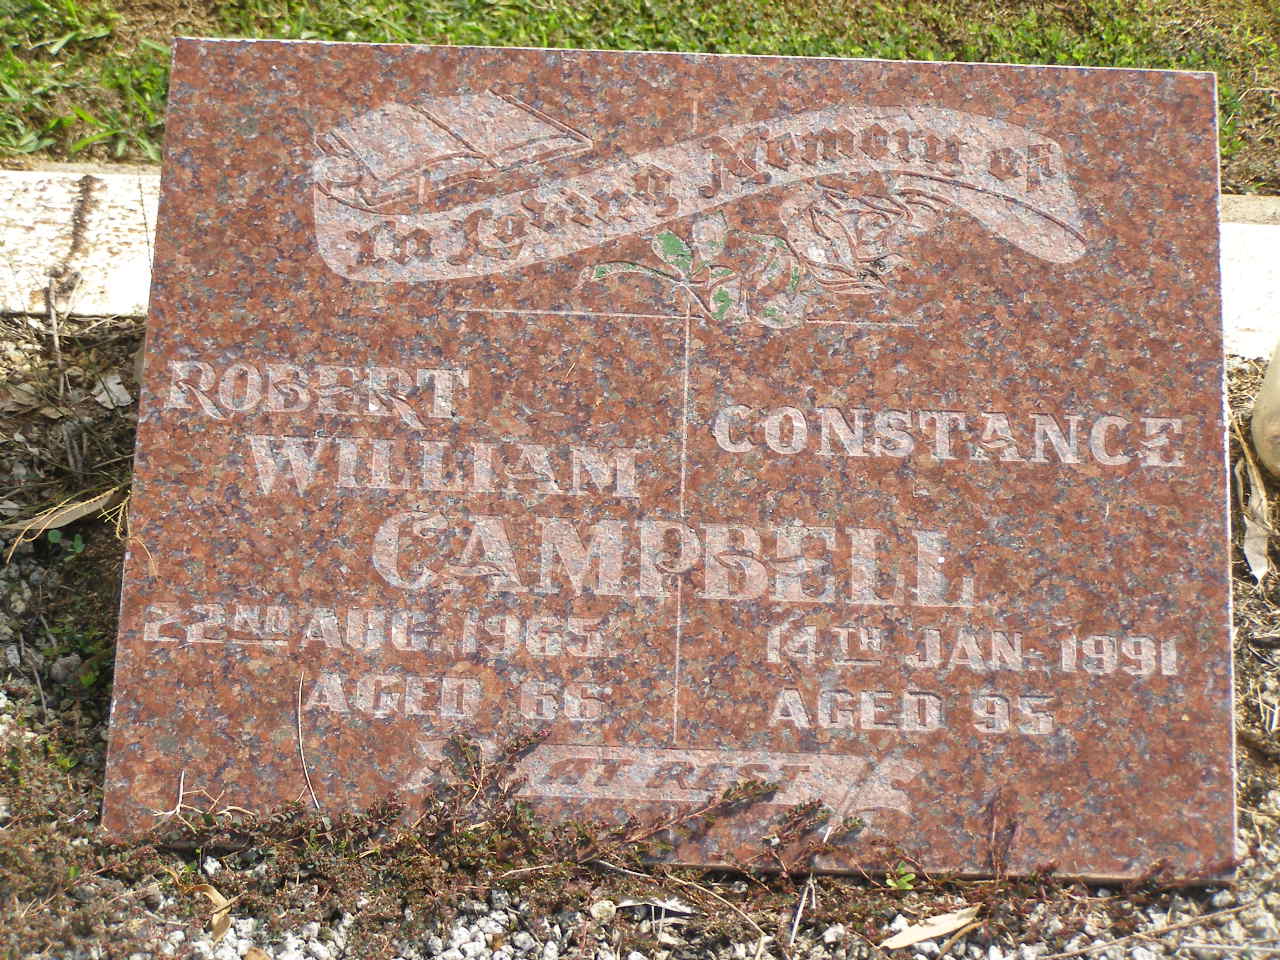 In Loving Memory of
ROBERT
WILLIAM
CONSTANCE
CAMPBELL
22ND AUG. 1965.
AGED 66
14TH JAN. 1991
AGED 95
AT REST